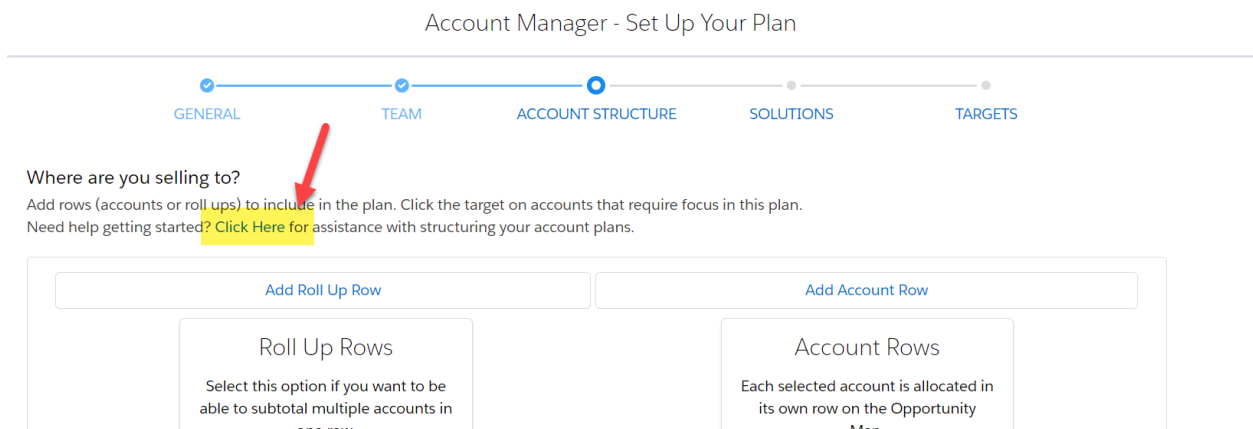 Account Manager - Set Up Your Plan
GENERAL
TEAM
ACCOUNT STRUCTURE
SOLUTIONS
TARGETS
Where are you selling to?
Add rows (accounts or roll ups) to include in the plan. Click the target on accounts that require focus in this plan.
Need help getting started? Click Here for assistance with structuring your account plans.
Add Roll Up Row
Add Account Row
Roll Up Rows
Select this option if you want to be
able to subtotal multiple accounts in
one row
Account Rows
Each selected account is allocated in
its own row on the Opportunity
Map